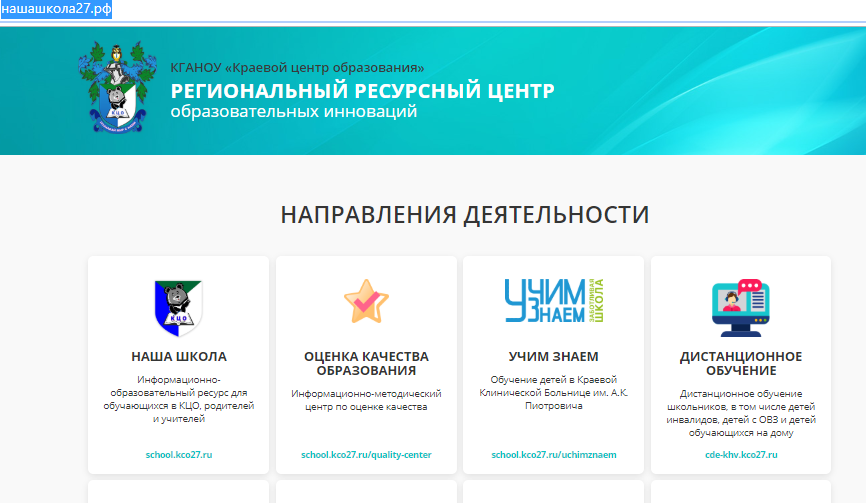 нашашкола27.рф
КГАНОУ «Краевой центр образования»
РЕГИОНАЛЬНЫЙ РЕСУРСНЫЙ ЦЕНТР
образовательных инноваций
КЦО
НАПРАВЛЕНИЯ ДЕЯТЕЛЬНОСТИ
КЦО
НАША ШКОЛА
Информационно-
образовательный ресурс для
обучающихся в КЦО, родителей
и учителей
school.kco27.ru
ОЦЕНКА КАЧЕСТВА
ОБРАЗОВАНИЯ
Информационно-методический
центр по оценке качества
school.kco27.ru/quality-center
УЧИМ
ЗНАЕМ
ЗАБОТЛИВАЯ
ШКОЛА
УЧИМ ЗНАЕМ
Обучение детей в Краевой
Клинической Больнице им. А.К.
Пиотровича
school.kco27.ru/uchimznaem
ДИСТАНЦИОННОЕ
ОБУЧЕНИЕ
Дистанционное обучение
школьников, в том числе детей
инвалидов, детей с ОВЗ и детей
обучающихся на дому
cde-khv.kco27.ru